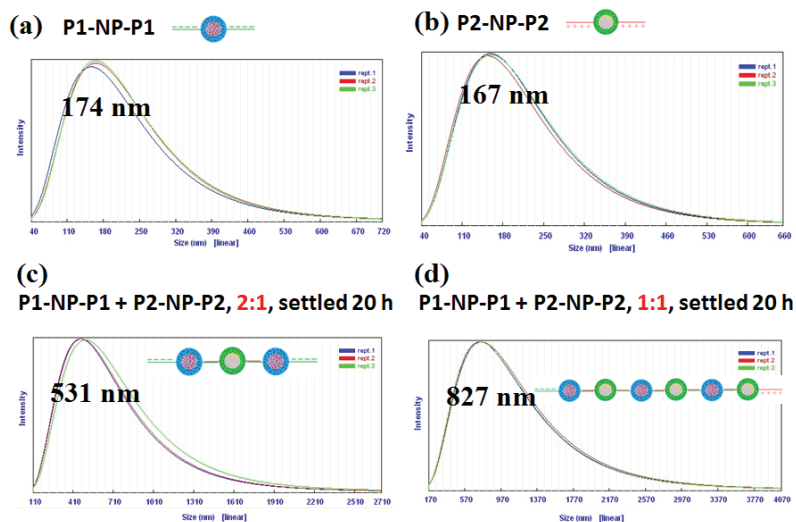 (a) P1-NP-P1
rept.1
rept.2
rept.3
174 nm
Intensity
40 110 180 250 320 390 460 530 600 670 720
Size (nm) [linear]
(b) P2-NP-P2
++++ ++++
rept.1
rept.2
rept.3
167 nm
Intensity
40 110 180 250 320 390 460 530 600 660
Size (nm) [linear]
(c)
P1-NP-P1 + P2-NP-P2, 2:1, settled 20 h
rept.1
rept.2
rept.3
531 nm
Intensity
110 410 710 1010 1310 1610 1910 2210 2510 2710
Size (nm) [linear]
(d)
P1-NP-P1 + P2-NP-P2, 1:1, settled 20 h
rept.1
rept.2
rept.3
827 nm
++++
Intensity
170 570 970 1370 1770 2170 2570 2970 3370 3770 4070
Size (nm) [linear]